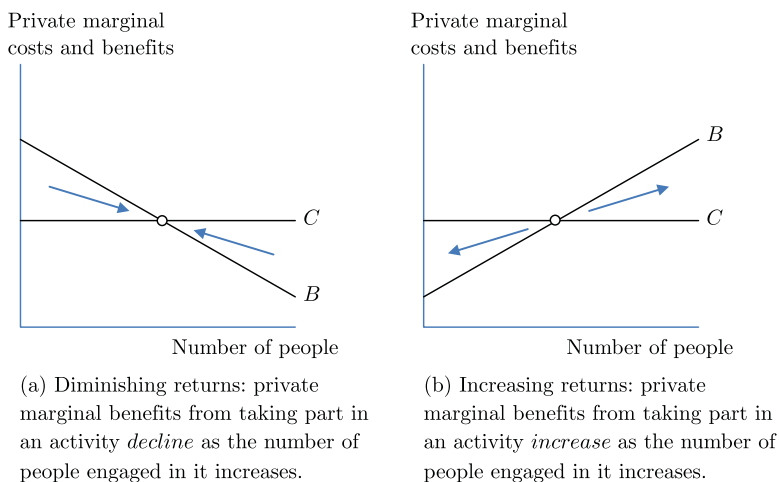 Private marginal
costs and benefits
C
B
Number of people
(a) Diminishing returns: private
marginal benefits from taking part in
an activity decline as the number of
people engaged in it increases.
Private marginal
costs and benefits
B
C
Number of people
(b) Increasing returns: private
marginal benefits from taking part in
an activity increase as the number of
people engaged in it increases.